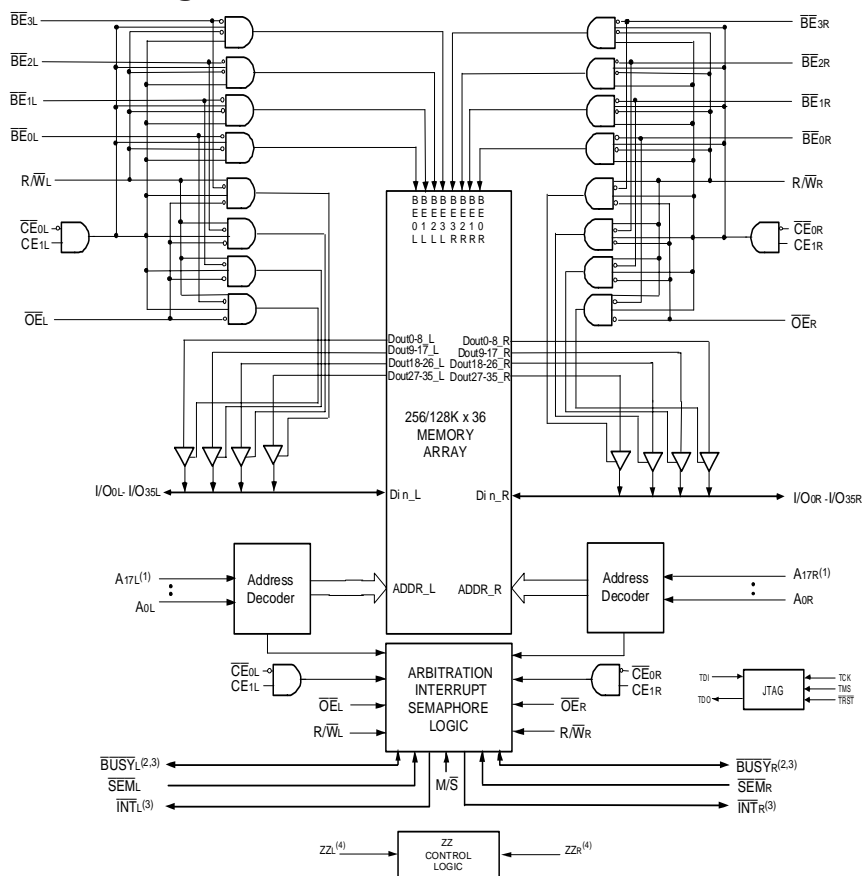 BE3L
BE3R
BE2L
BE2R
BE1L
BE1R
BE0L
BE0R
R/WL
R/WR
CE0L
CE1L
CE0R
CE1R
OEL
OER
B E 0 L
B E 1 L
B E 2 L
B E 3 L
B E 3 R
B E 2 R
B E 1 R
B E 0 R
Dout0-8_L
Dout9-17_L
Dout18-26_L
Dout27-35_L
Dout0-8_R
Dout9-17_R
Dout18-26_R
Dout27-35_R
256/128K x 36
MEMORY
ARRAY
I/O0L- I/O35L
Din_L
Din_R
I/O0R - I/O35R
A17L(1)
A0L
Address
Decoder
ADDR_L
ADDR_R
Address
Decoder
A17R(1)
A0R
CE0L
CE1L
OEL
R/WL
ARBITRATION
INTERRUPT
SEMAPHORE
LOGIC
CE0R
CE1R
OER
R/WR
TDI
TDO
JTAG
TCK
TMS
TRST
BUSYL(2,3)
SEML
INTL(3)
M/S
BUSYR(2,3)
SEMR
INTR(3)
ZZL(4)
ZZ
CONTROL
LOGIC
ZZR(4)